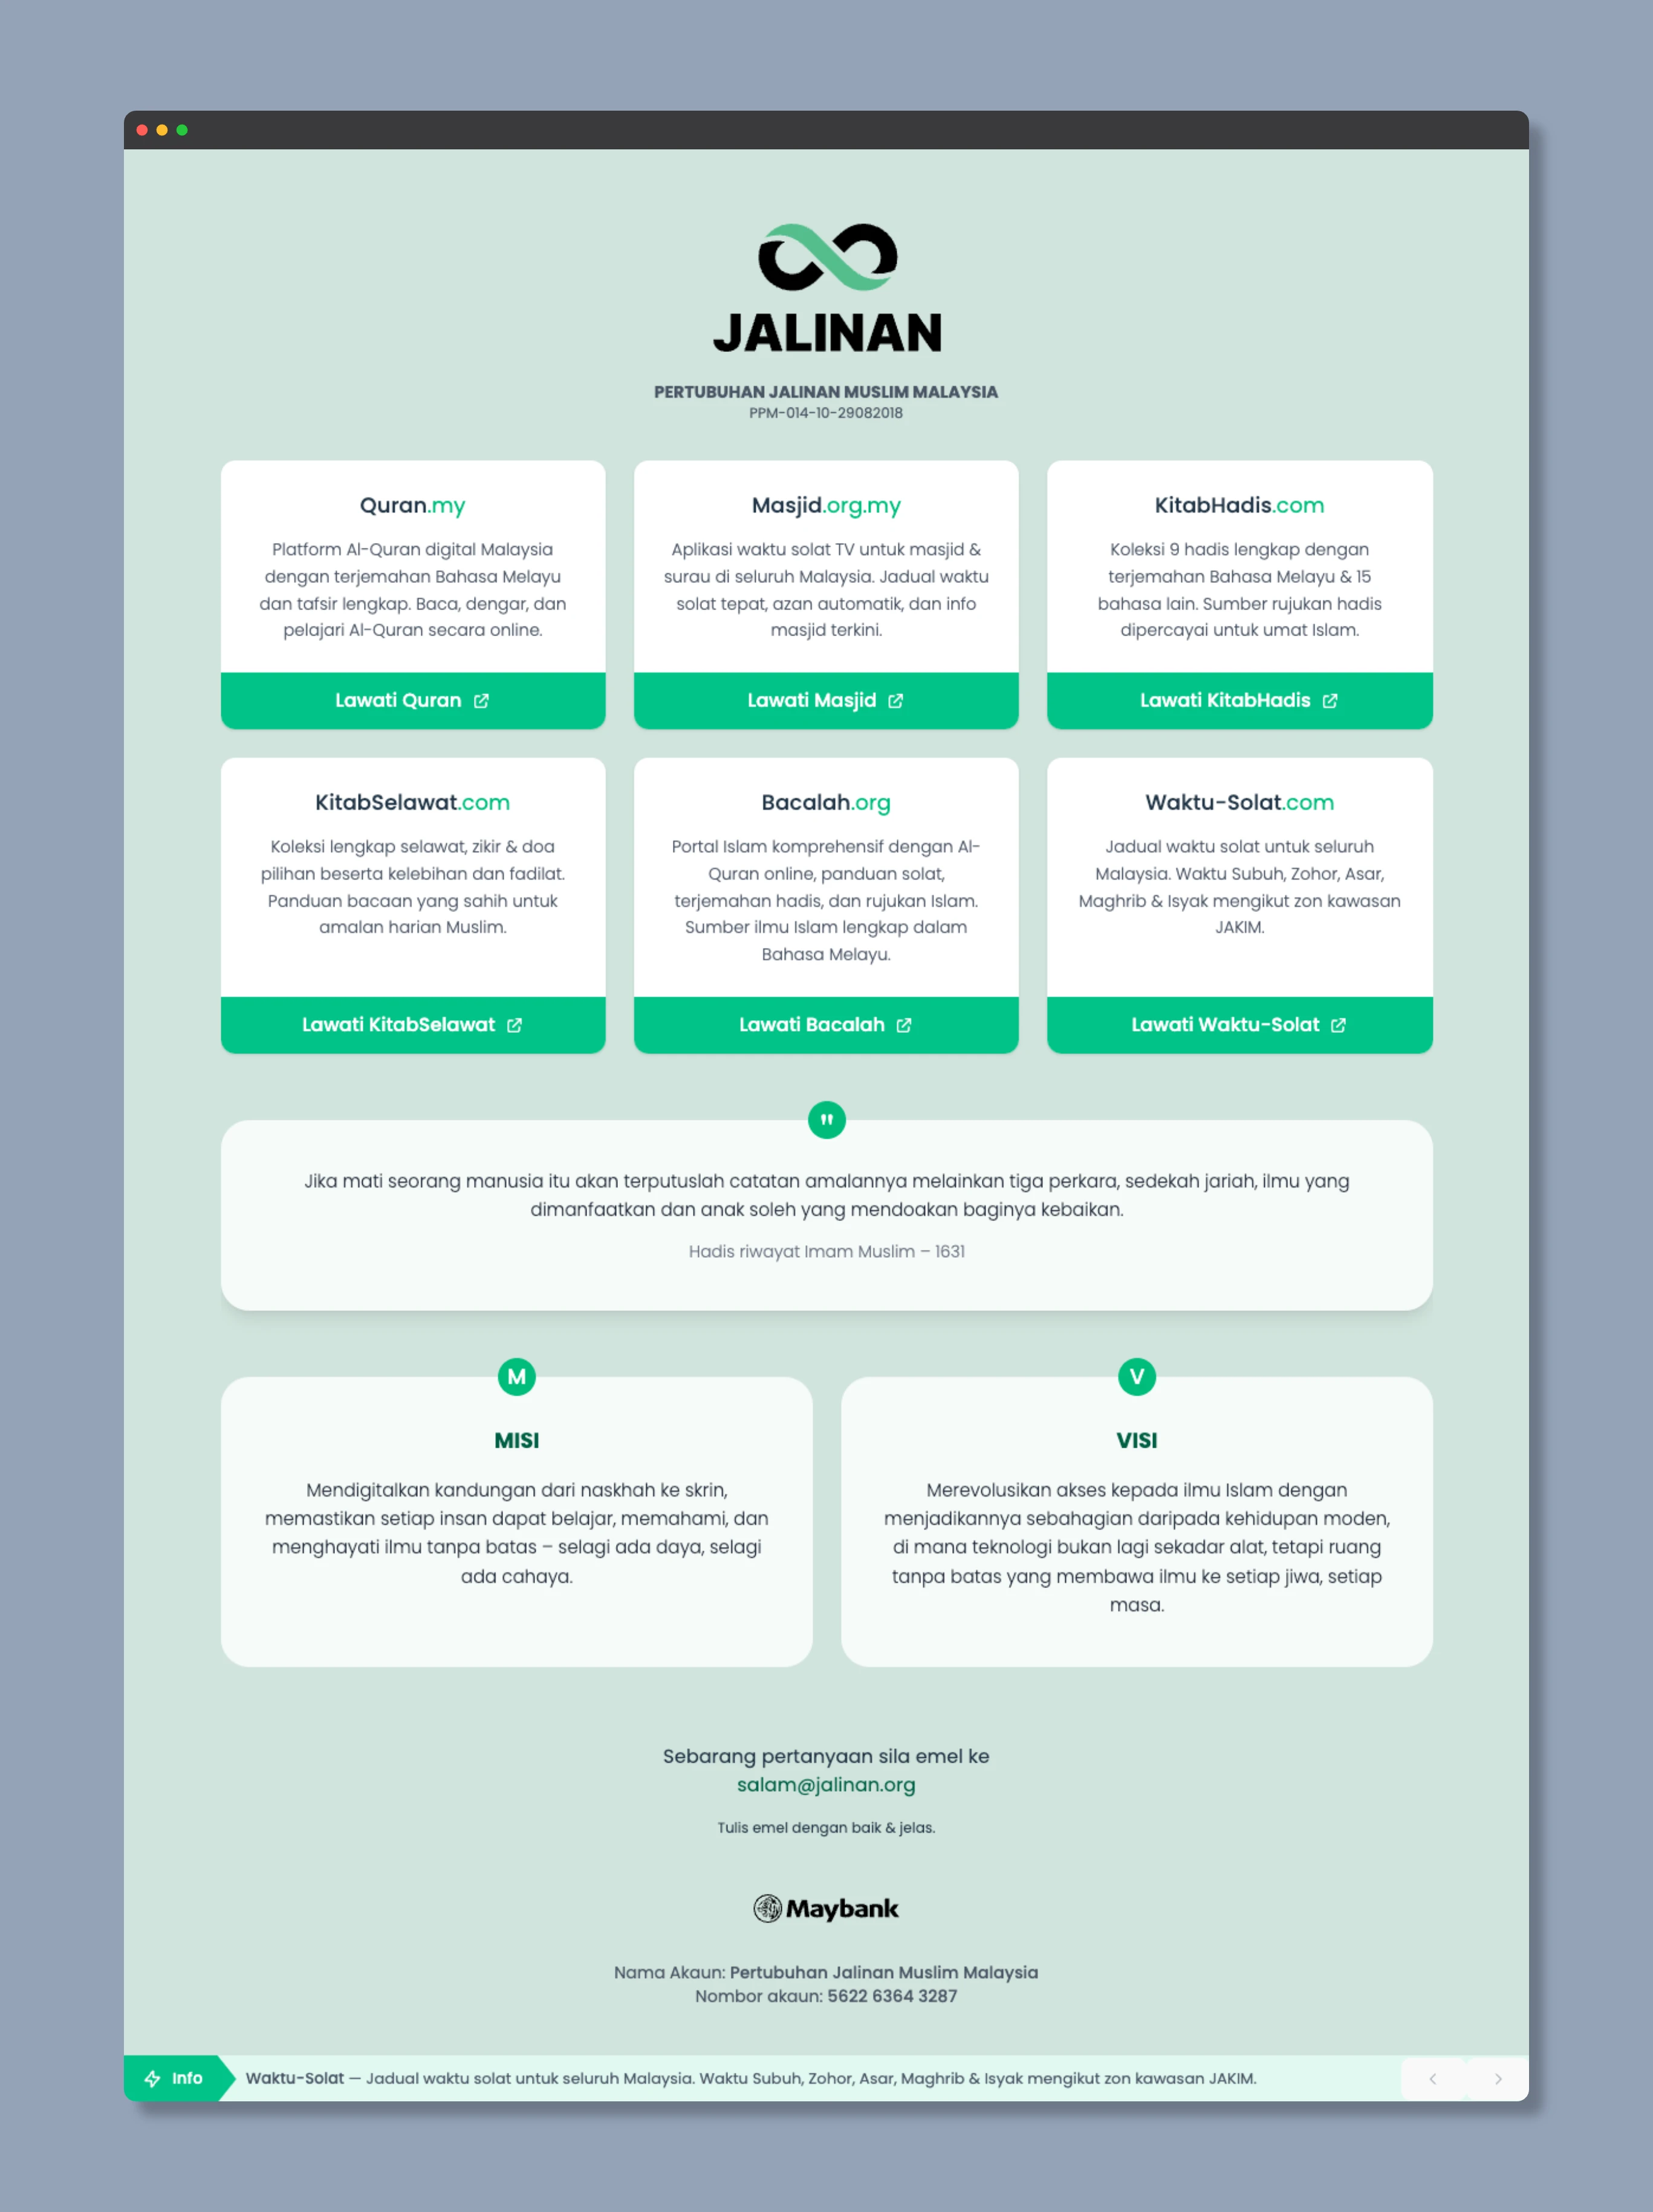 JALINAN
PERTUBUHAN JALINAN MUSLIM MALAYSIA
PPM-014-10-29082018
Quran.my
Platform Al-Quran digital Malaysia
dengan terjemahan Bahasa Melayu
dan tafsir lengkap. Baca, dengar, dan
pelajari Al-Quran secara online.
Lawati Quran
Masjid.org.my
Aplikasi waktu solat TV untuk masjid &
surau di seluruh Malaysia. Jadual waktu
solat tepat, azan automatik, dan info
masjid terkini.
Lawati Masjid
KitabHadis.com
Koleksi 9 hadis lengkap dengan
terjemahan Bahasa Melayu & 15
bahasa lain. Sumber rujukan hadis
dipercayai untuk umat Islam.
Lawati KitabHadis
KitabSelawat.com
Koleksi lengkap selawat, zikir & doa
pilihan beserta kelebihan dan fadilat.
Panduan bacaan yang sahih untuk
amalan harian Muslim.
Lawati KitabSelawat
Bacalah.org
Portal Islam komprehensif dengan Al-
Quran online, panduan solat,
terjemahan hadis, dan rujukan Islam.
Sumber ilmu Islam lengkap dalam
Bahasa Melayu.
Lawati Bacalah
Waktu-Solat.com
Jadual waktu solat untuk seluruh
Malaysia. Waktu Subuh, Zohor, Asar,
Maghrib & Isyak mengikut zon kawasan
JAKIM.
Lawati Waktu-Solat
"
Jika mati seorang manusia itu akan terputuslah catatan amalannya melainkan tiga perkara, sedekah jariah, ilmu yang
dimanfaatkan dan anak soleh yang mendoakan baginya kebaikan.
Hadis riwayat Imam Muslim – 1631
M
MISI
Mendigitalkan kandungan dari naskhah ke skrin,
memastikan setiap insan dapat belajar, memahami, dan
menghayati ilmu tanpa batas – selagi ada daya, selagi
ada cahaya.
V
VISI
Merevolusikan akses kepada ilmu Islam dengan
menjadikannya sebahagian daripada kehidupan moden,
di mana teknologi bukan lagi sekadar alat, tetapi ruang
tanpa batas yang membawa ilmu ke setiap jiwa, setiap
masa.
Sebarang pertanyaan sila emel ke
salam@jalinan.org
Tulis emel dengan baik & jelas.
Maybank
Nama Akaun: Pertubuhan Jalinan Muslim Malaysia
Nombor akaun: 5622 6364 3287
Info
Waktu-Solat — Jadual waktu solat untuk seluruh Malaysia. Waktu Subuh, Zohor, Asar, Maghrib & Isyak mengikut zon kawasan JAKIM.